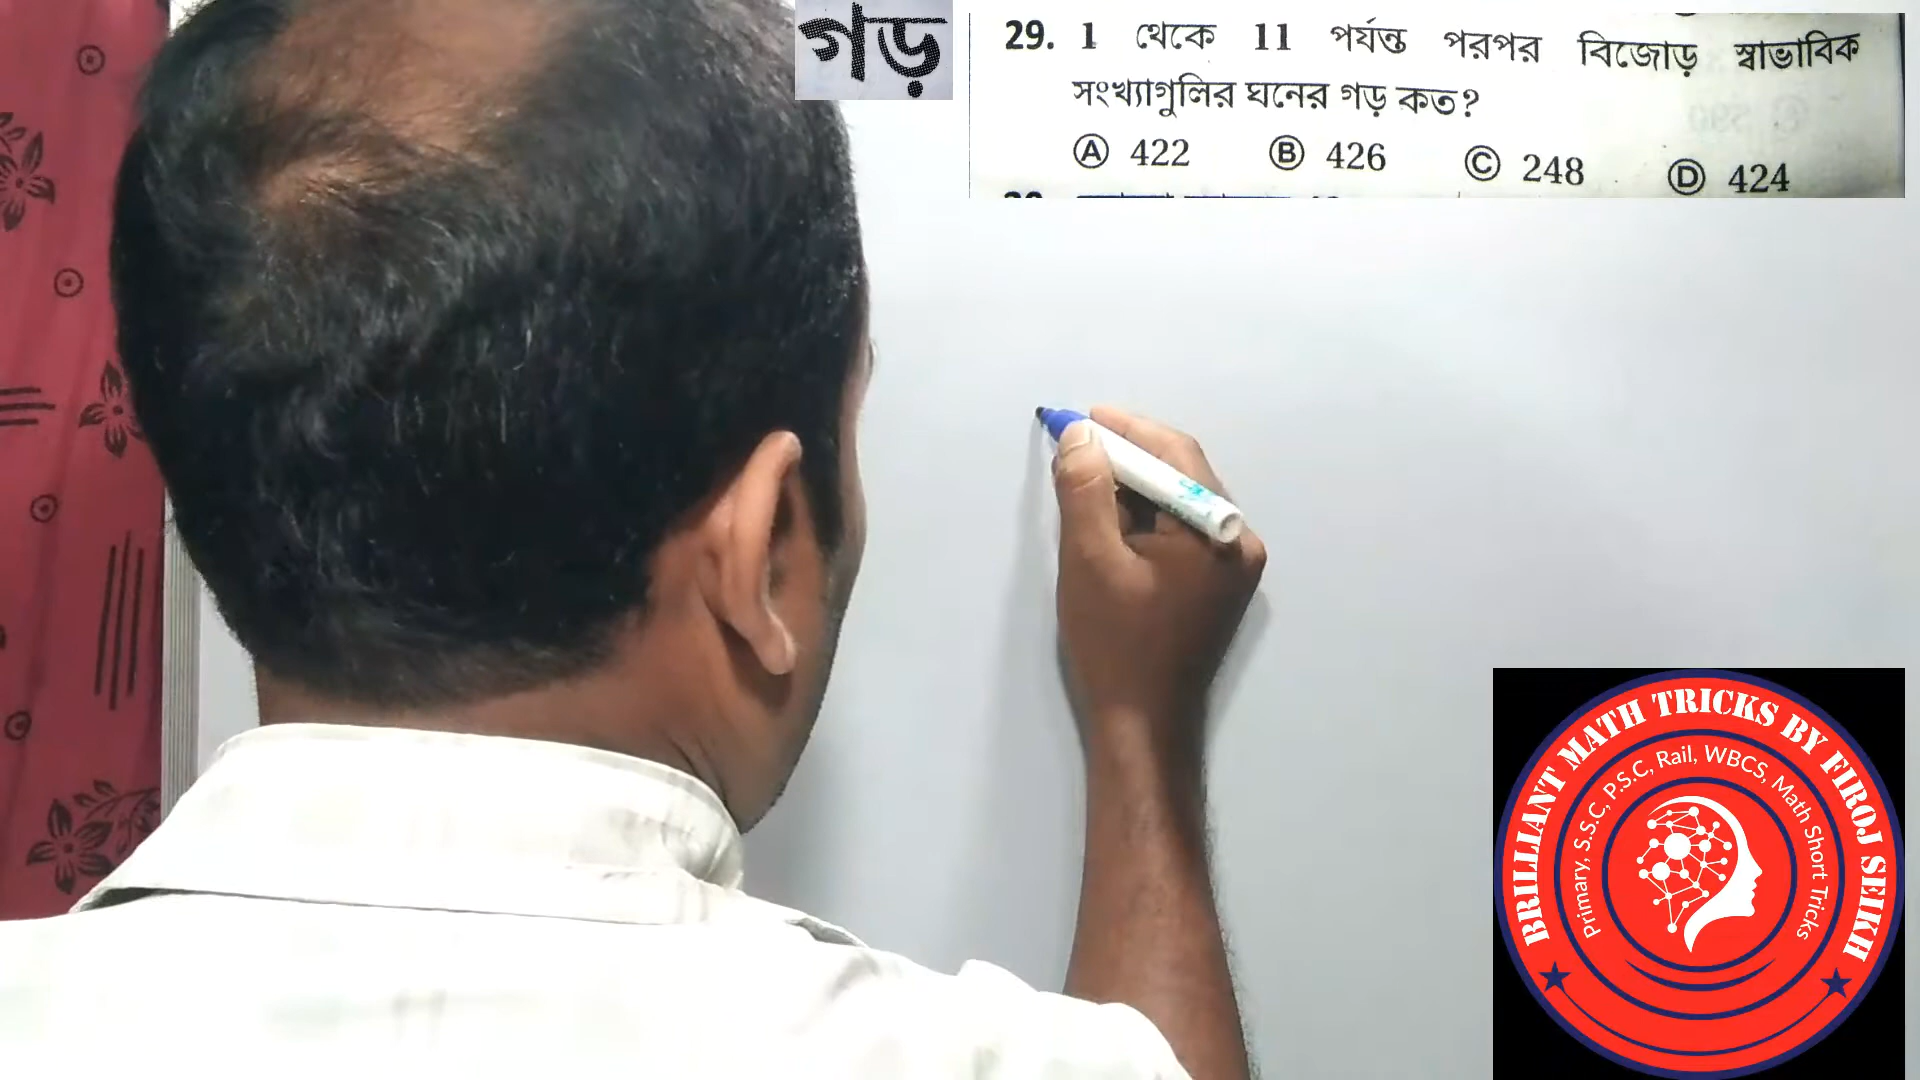 গড়
29. 1 থেকে 11 পর্যন্ত পরপর বিজোড় স্বাভাবিক
সংখ্যাগুলির ঘনের গড় কত?
Ⓐ 422 Ⓑ 426 Ⓒ 248 Ⓓ 424
BRILLIANT MATH TRICKS BY FIROJ SEIKH
Primary, S.S.C, P.S.C, Rail, WBCS, Math Short Tricks